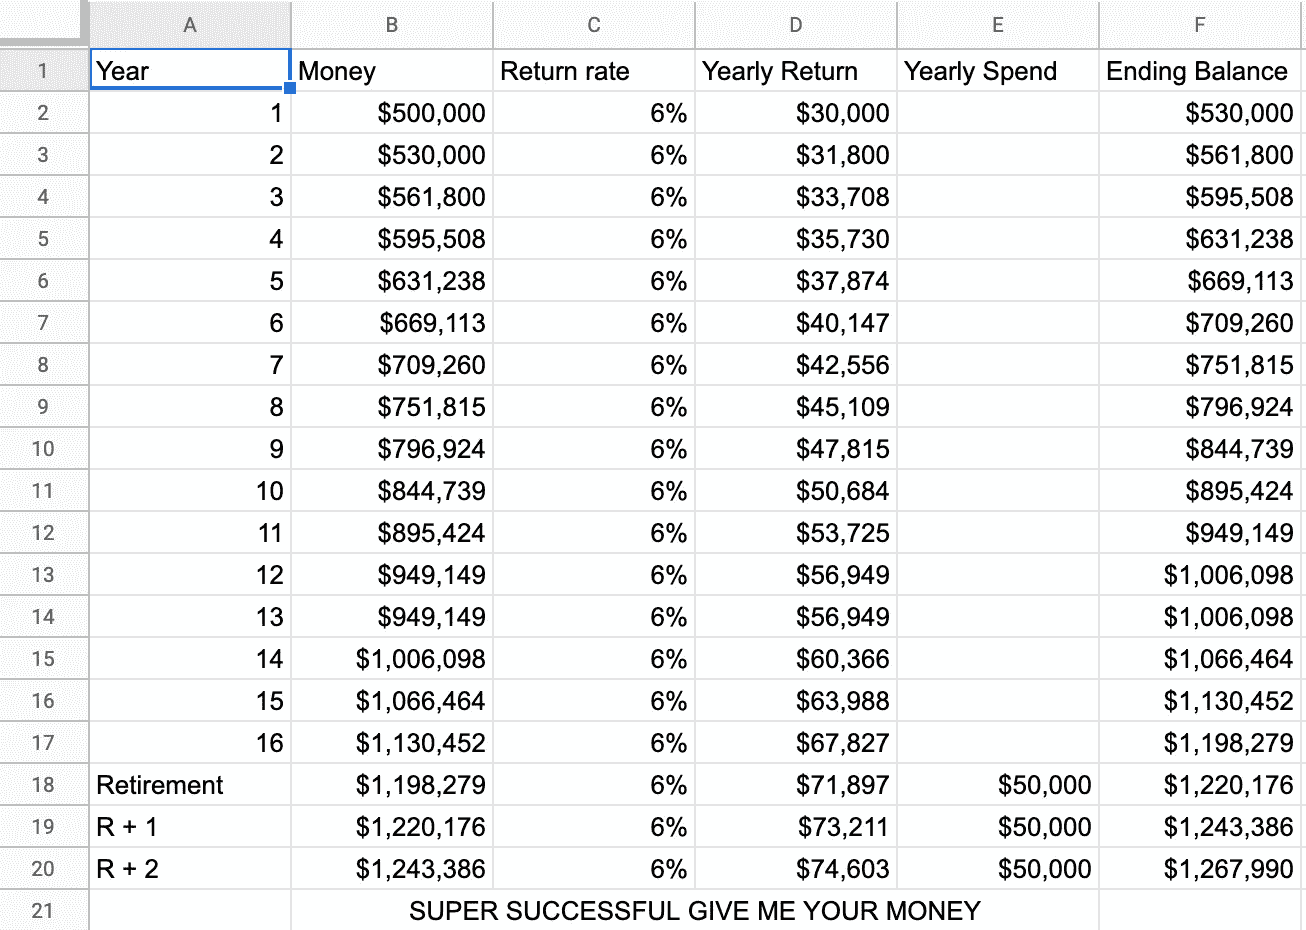 A B C D E F
1 Year Money Return rate Yearly Return Yearly Spend Ending Balance
2 1 $500,000 6% $30,000 $530,000
3 2 $530,000 6% $31,800 $561,800
4 3 $561,800 6% $33,708 $595,508
5 4 $595,508 6% $35,730 $631,238
6 5 $631,238 6% $37,874 $669,113
7 6 $669,113 6% $40,147 $709,260
8 7 $709,260 6% $42,556 $751,815
9 8 $751,815 6% $45,109 $796,924
10 9 $796,924 6% $47,815 $844,739
11 10 $844,739 6% $50,684 $895,424
12 11 $895,424 6% $53,725 $949,149
13 12 $949,149 6% $56,949 $1,006,098
14 13 $949,149 6% $56,949 $1,006,098
15 14 $1,006,098 6% $60,366 $1,066,464
16 15 $1,066,464 6% $63,988 $1,130,452
17 16 $1,130,452 6% $67,827 $1,198,279
18 Retirement $1,198,279 6% $71,897 $50,000 $1,220,176
19 R + 1 $1,220,176 6% $73,211 $50,000 $1,243,386
20 R + 2 $1,243,386 6% $74,603 $50,000 $1,267,990
21 SUPER SUCCESSFUL GIVE ME YOUR MONEY